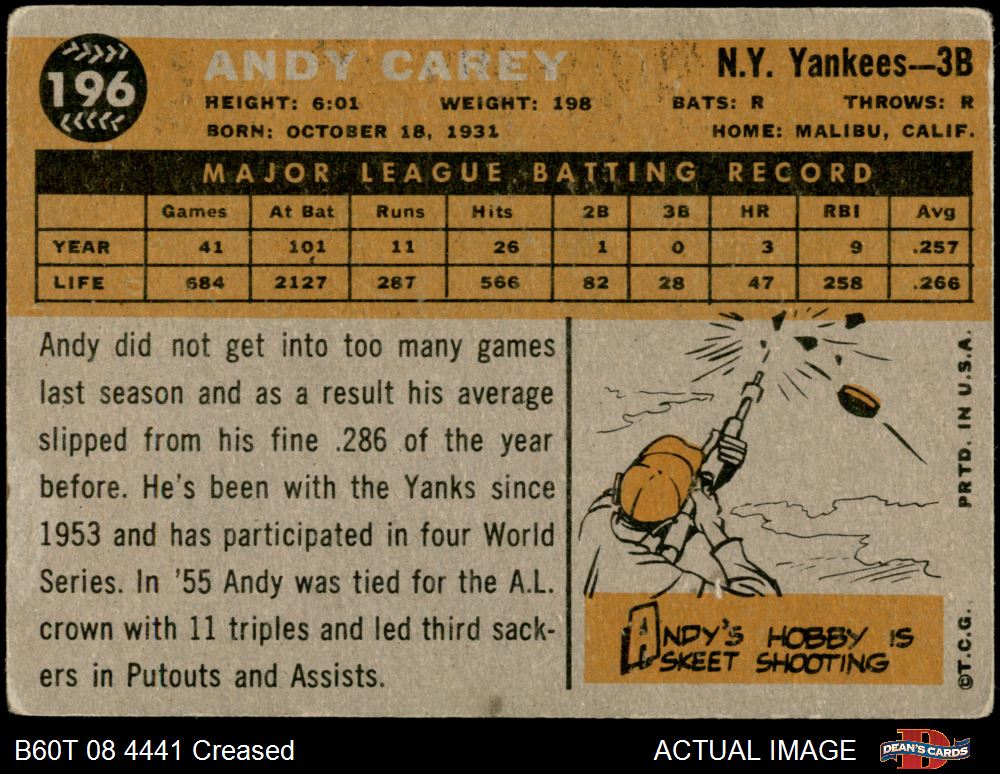 196
ANDY CAREY
N.Y. Yankees—3B
HEIGHT: 6:01 WEIGHT: 198 BATS: R THROWS: R
BORN: OCTOBER 18, 1931 HOME: MALIBU, CALIF.
MAJOR LEAGUE BATTING RECORD
Games At Bat Runs Hits 2B 3B HR RBI Avg
YEAR 41 101 11 26 1 0 3 9 .257
LIFE 684 2127 287 566 82 28 47 258 .266
Andy did not get into too many games
last season and as a result his average
slipped from his fine .286 of the year
before. He's been with the Yanks since
1953 and has participated in four World
Series. In '55 Andy was tied for the A.L.
crown with 11 triples and led third sack-
ers in Putouts and Assists.
ANDY'S HOBBY IS
SKEET SHOOTING
©T.C.G. PRTD. IN U.S.A.
B60T 08 4441 Creased
ACTUAL IMAGE
DEAN'S CARDS